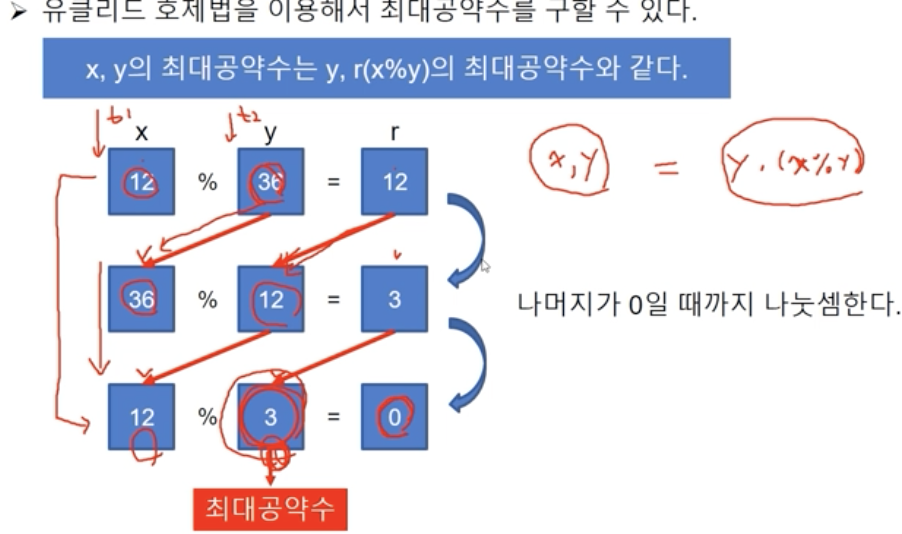 ➤ 유클리드 호제법을 이용해서 최대공약수를 구할 수 있다.
x, y의 최대공약수는 y, r(x%y)의 최대공약수와 같다.
t1 t2
x y r
12 % 36 = 12
x,y = y,(x%y)
36 % 12 = 3
나머지가 0일 때까지 나눗셈한다.
12 % 3 = 0
최대공약수